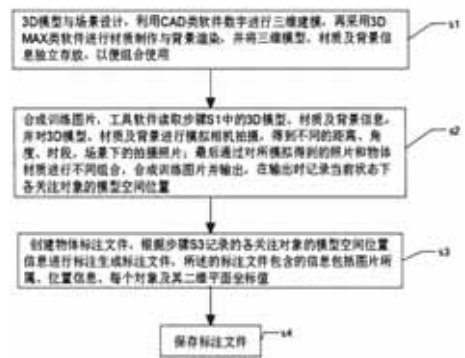 3D模型与场景设计，利用CAD类软件数字进行三维建模，再采用3D
MAX类软件进行材质制作与背景渲染，并将三维模型、材质及背景信
息独立存放，以便组合使用
s1
合成训练图片，工具软件读取步骤S1中的3D模型、材质及背景信息，
并对3D模型、材质及背景进行模拟相机拍摄，得到不同的距离、角
度、时段、场景下的拍摄照片；最后通过对所模拟得到的照片和物体
材质进行不同组合，合成训练图片并输出，在输出时记录当前状态下
各关注对象的模型空间位置
s2
创建物体标注文件，根据步骤S3记录的各关注对象的模型空间位置
信息进行标注生成标注文件，所述的标注文件包含的信息包括图片所
属、位置信息，每个对象及其二维平面坐标值
s3
保存标注文件
s4